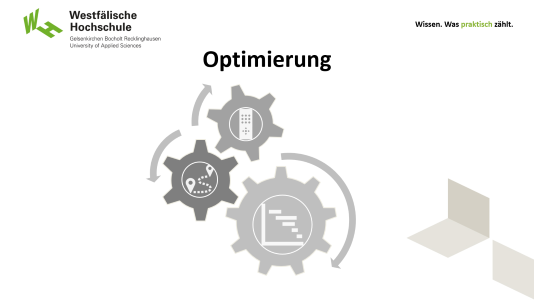 Westfälische
Hochschule
Gelsenkirchen Bocholt Recklinghausen
University of Applied Sciences
Wissen. Was praktisch zählt.
Optimierung